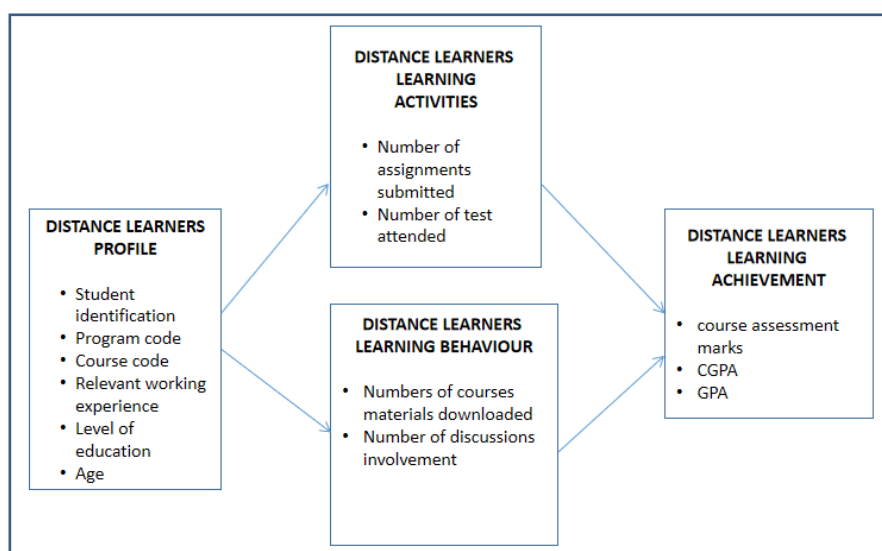 DISTANCE LEARNERS
PROFILE
• Student
identification
• Program code
• Course code
• Relevant working
experience
• Level of
education
• Age
DISTANCE LEARNERS
LEARNING
ACTIVITIES
• Number of
assignments
submitted
• Number of test
attended
DISTANCE LEARNERS
LEARNING BEHAVIOUR
• Numbers of courses
materials downloaded
• Number of discussions
involvement
DISTANCE LEARNERS
LEARNING
ACHIEVEMENT
• course assessment
marks
• CGPA
• GPA